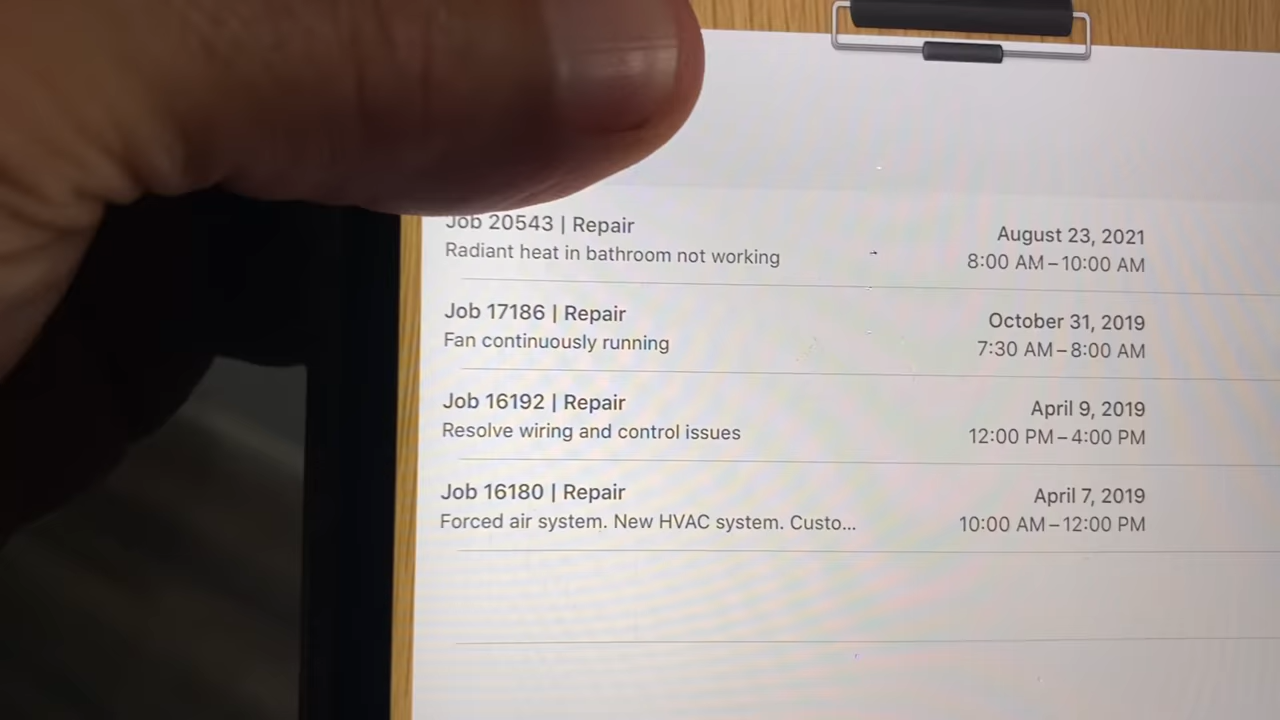 Job 20543 | Repair
August 23, 2021
Radiant heat in bathroom not working
8:00 AM – 10:00 AM
Job 17186 | Repair
October 31, 2019
Fan continuously running
7:30 AM – 8:00 AM
Job 16192 | Repair
April 9, 2019
Resolve wiring and control issues
12:00 PM – 4:00 PM
Job 16180 | Repair
April 7, 2019
Forced air system. New HVAC system. Custo...
10:00 AM – 12:00 PM